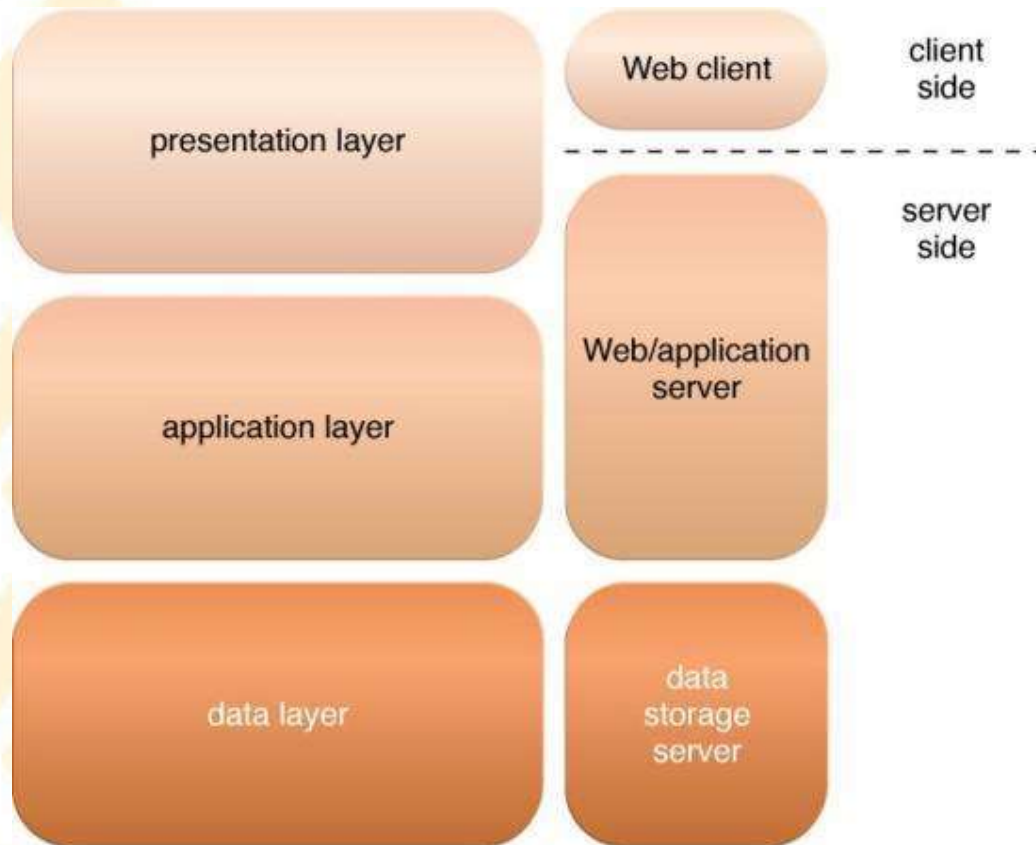 presentation layer
Web client
client
side
server
side
application layer
Web/application
server
data layer
data
storage
server